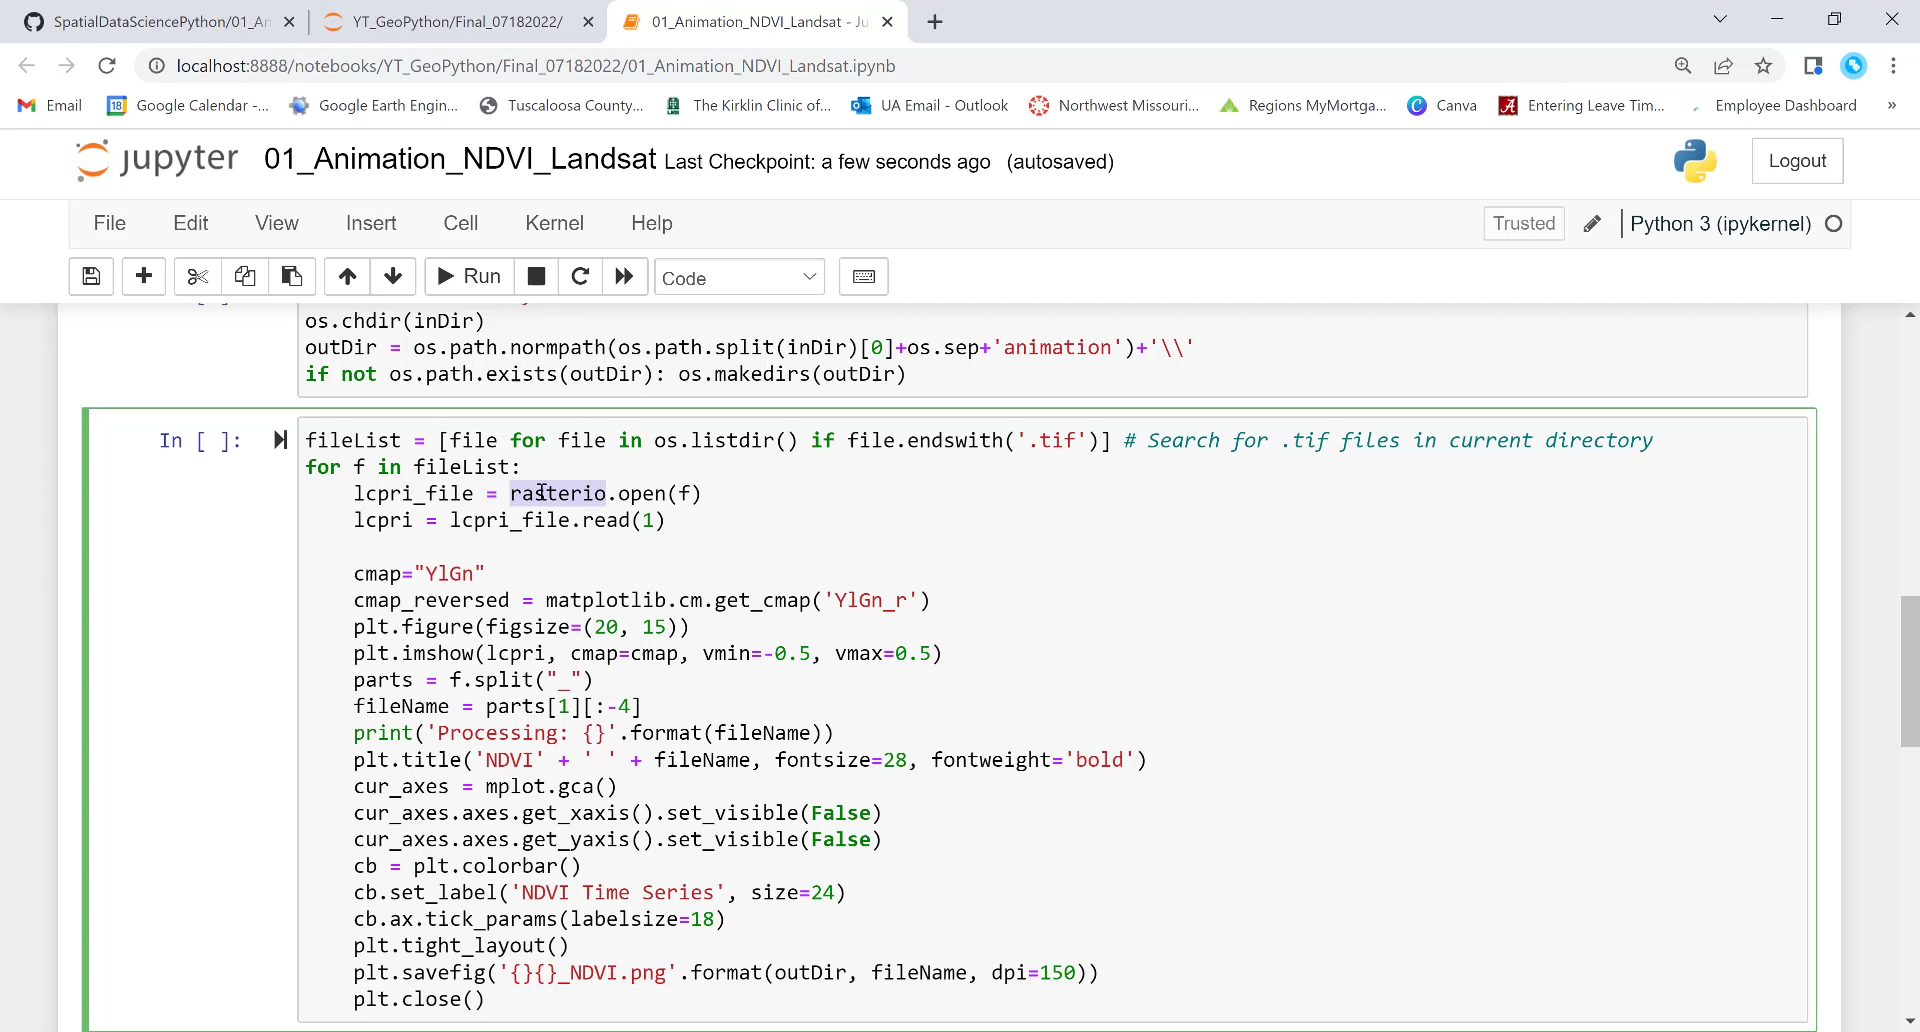 SpatialDataSciencePython/01_An
YT_GeoPython/Final_07182022/
01_Animation_NDVI_Landsat - Ju
localhost:8888/notebooks/YT_GeoPython/Final_07182022/01_Animation_NDVI_Landsat.ipynb
Email 18 Google Calendar -... Google Earth Engin... Tuscaloosa County... The Kirklin Clinic of... UA Email - Outlook Northwest Missouri... Regions MyMortga... Canva Entering Leave Tim... Employee Dashboard »
jupyter 01_Animation_NDVI_Landsat Last Checkpoint: a few seconds ago (autosaved) Logout
File Edit View Insert Cell Kernel Help Trusted Python 3 (ipykernel)
Run Code
os.chdir(inDir)
outDir = os.path.normpath(os.path.split(inDir)[0]+os.sep+'animation')+'\\'
if not os.path.exists(outDir): os.makedirs(outDir)
In [ ]: fileList = [file for file in os.listdir() if file.endswith('.tif')] # Search for .tif files in current directory
for f in fileList:
    lcpri_file = rasterio.open(f)
    lcpri = lcpri_file.read(1)
    cmap="YlGn"
    cmap_reversed = matplotlib.cm.get_cmap('YlGn_r')
    plt.figure(figsize=(20, 15))
    plt.imshow(lcpri, cmap=cmap, vmin=-0.5, vmax=0.5)
    parts = f.split("_")
    fileName = parts[1][:-4]
    print('Processing: {}'.format(fileName))
    plt.title('NDVI' + ' ' + fileName, fontsize=28, fontweight='bold')
    cur_axes = mplot.gca()
    cur_axes.axes.get_xaxis().set_visible(False)
    cur_axes.axes.get_yaxis().set_visible(False)
    cb = plt.colorbar()
    cb.set_label('NDVI Time Series', size=24)
    cb.ax.tick_params(labelsize=18)
    plt.tight_layout()
    plt.savefig('{}{}_NDVI.png'.format(outDir, fileName, dpi=150))
    plt.close()